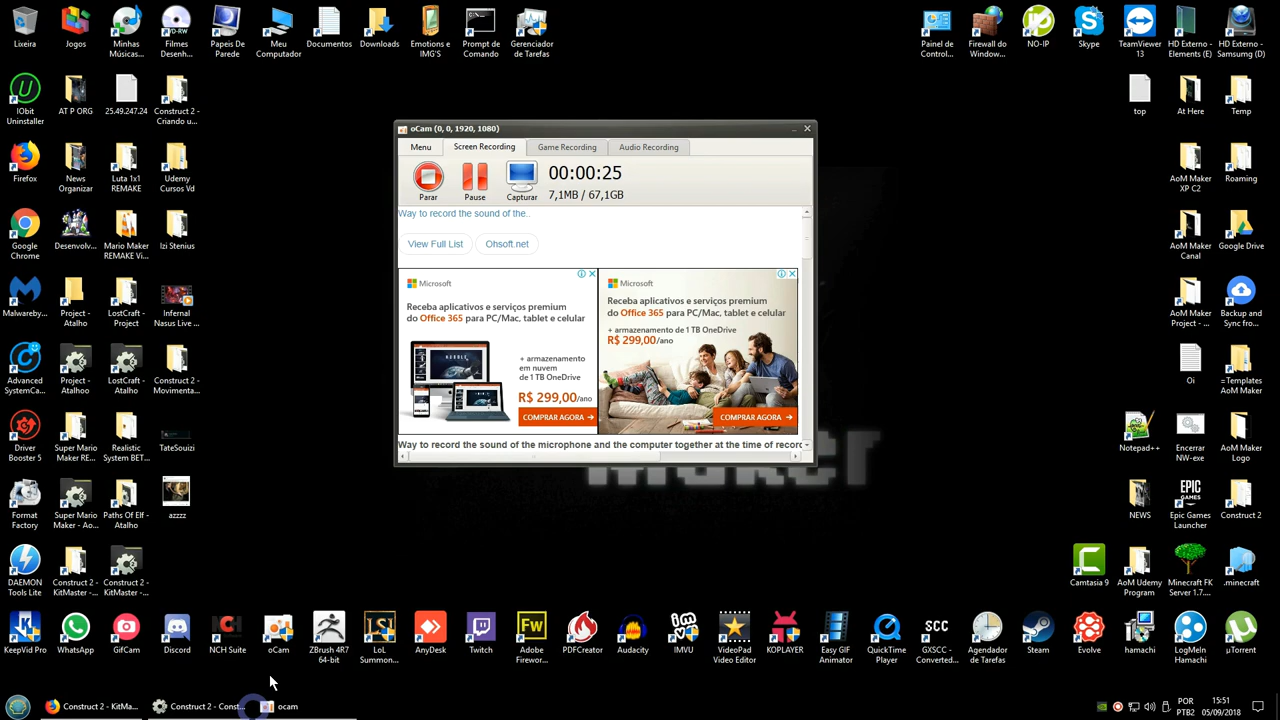 Lixeira
Jogos
Minhas
Músicas...
Filmes
Desenh...
Papeis De
Parede
Meu
Computador
Documentos
Downloads
Emotions e
IMG'S
Prompt de
Comando
Gerenciador
de Tarefas
Painel de
Control...
Firewall do
Window...
NO-IP
Skype
TeamViewer
13
HD Externo -
Elements (E)
HD Externo -
Samsumg (D)
IObit
Uninstaller
AT P ORG
25.49.247.24
Construct 2 -
Criando u...
top
At Here
Temp
oCam (0, 0, 1920, 1080)
Menu
Screen Recording
Game Recording
Audio Recording
Parar
Pause
Capturar
00:00:25
7,1MB / 67,1GB
Way to record the sound of the..
View Full List
Ohsoft.net
Microsoft
Receba aplicativos e serviços premium
do Office 365 para PC/Mac, tablet e celular
+ armazenamento
em nuvem
de 1 TB OneDrive
R$ 299,00/ano
COMPRAR AGORA
Microsoft
Receba aplicativos e serviços premium
do Office 365 para PC/Mac, tablet e celular
+ armazenamento de 1 TB OneDrive
R$ 299,00/ano
COMPRAR AGORA
Way to record the sound of the microphone and the computer together at the time of record
Firefox
News
Organizar
Luta 1x1
REMAKE
Udemy
Cursos Vd
AoM Maker
XP C2
Roaming
Google
Chrome
Desenvolv...
Mario Maker
REMAKE Vi...
Izi Stenius
AoM Maker
Canal
Google Drive
Malwareby...
Project -
Atalho
LostCraft -
Project
Infernal
Nasus Live ...
AoM Maker
Project - ...
Backup and
Sync fro...
Advanced
SystemCa...
Project -
Atalhoo
LostCraft -
Atalho
Construct 2 -
Movimenta...
Oi
=Templates
AoM Maker
Driver
Booster 5
Super Mario
Maker RE...
Realistic
System BET...
TateSouizi
Notepad++
Encerrar
NW-exe
AoM Maker
Logo
Format
Factory
Super Mario
Maker - Ao...
Paths Of Elf -
Atalho
azzzz
NEWS
Epic Games
Launcher
Construct 2
DAEMON
Tools Lite
Construct 2 -
KitMaster -...
Construct 2 -
KitMaster -...
Camtasia 9
AoM Udemy
Program
Minecraft FK
Server 1.7....
.minecraft
KeepVid Pro
WhatsApp
GifCam
Discord
NCH Suite
oCam
ZBrush 4R7
64-bit
LoL
Summon...
AnyDesk
Twitch
Adobe
Firewor...
PDFCreator
Audacity
IMVU
VideoPad
Video Editor
KOPLAYER
Easy GIF
Animator
QuickTime
Player
GXSCC -
Converted...
Agendador
de Tarefas
Steam
Evolve
hamachi
LogMeIn
Hamachi
µTorrent
Construct 2 - KitMa...
Construct 2 - Const...
ocam
POR
PTB2
15:51
05/09/2018